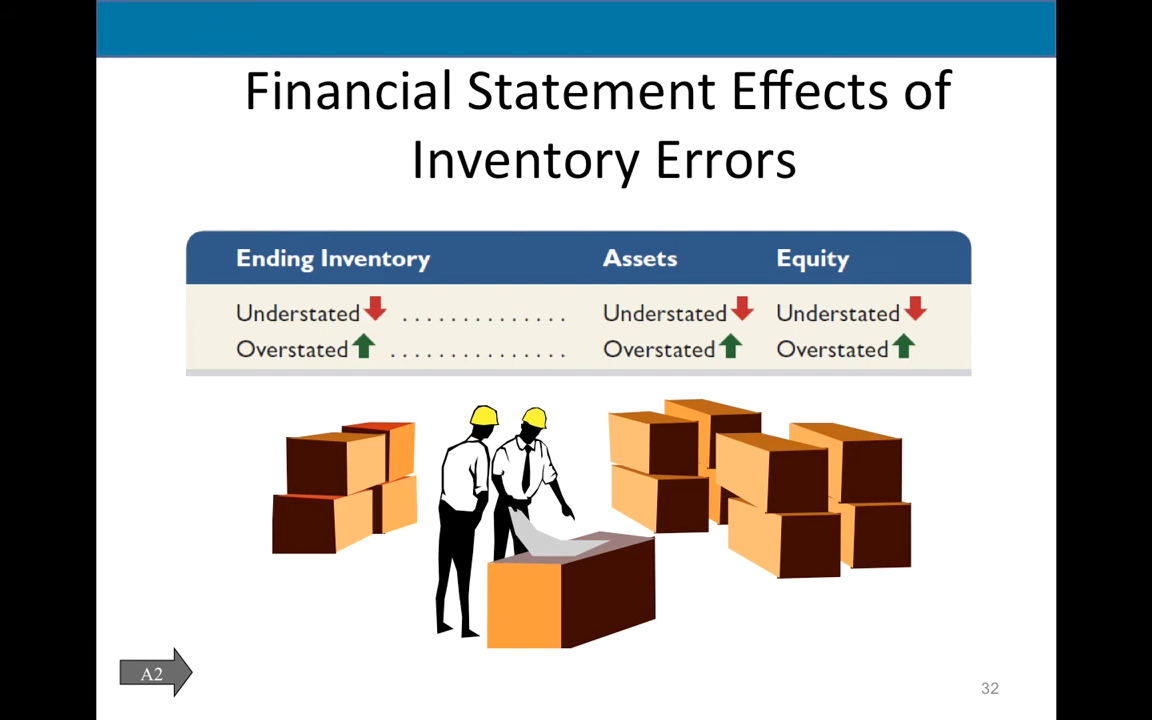 Financial Statement Effects of
Inventory Errors
Ending Inventory Assets Equity
Understated .............. Understated Understated
Overstated ............... Overstated Overstated
A2
32